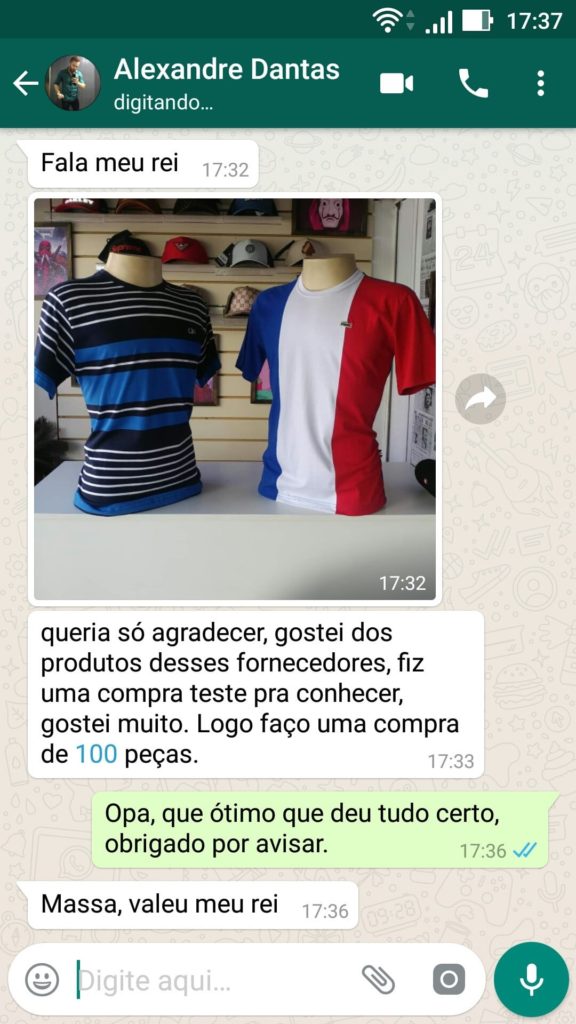 17:37
Alexandre Dantas
digitando...
Fala meu rei 17:32
17:32
queria só agradecer, gostei dos
produtos desses fornecedores, fiz
uma compra teste pra conhecer,
gostei muito. Logo faço uma compra
de 100 peças. 17:33
Opa, que ótimo que deu tudo certo,
obrigado por avisar. 17:36
Massa, valeu meu rei 17:36
Digite aqui...